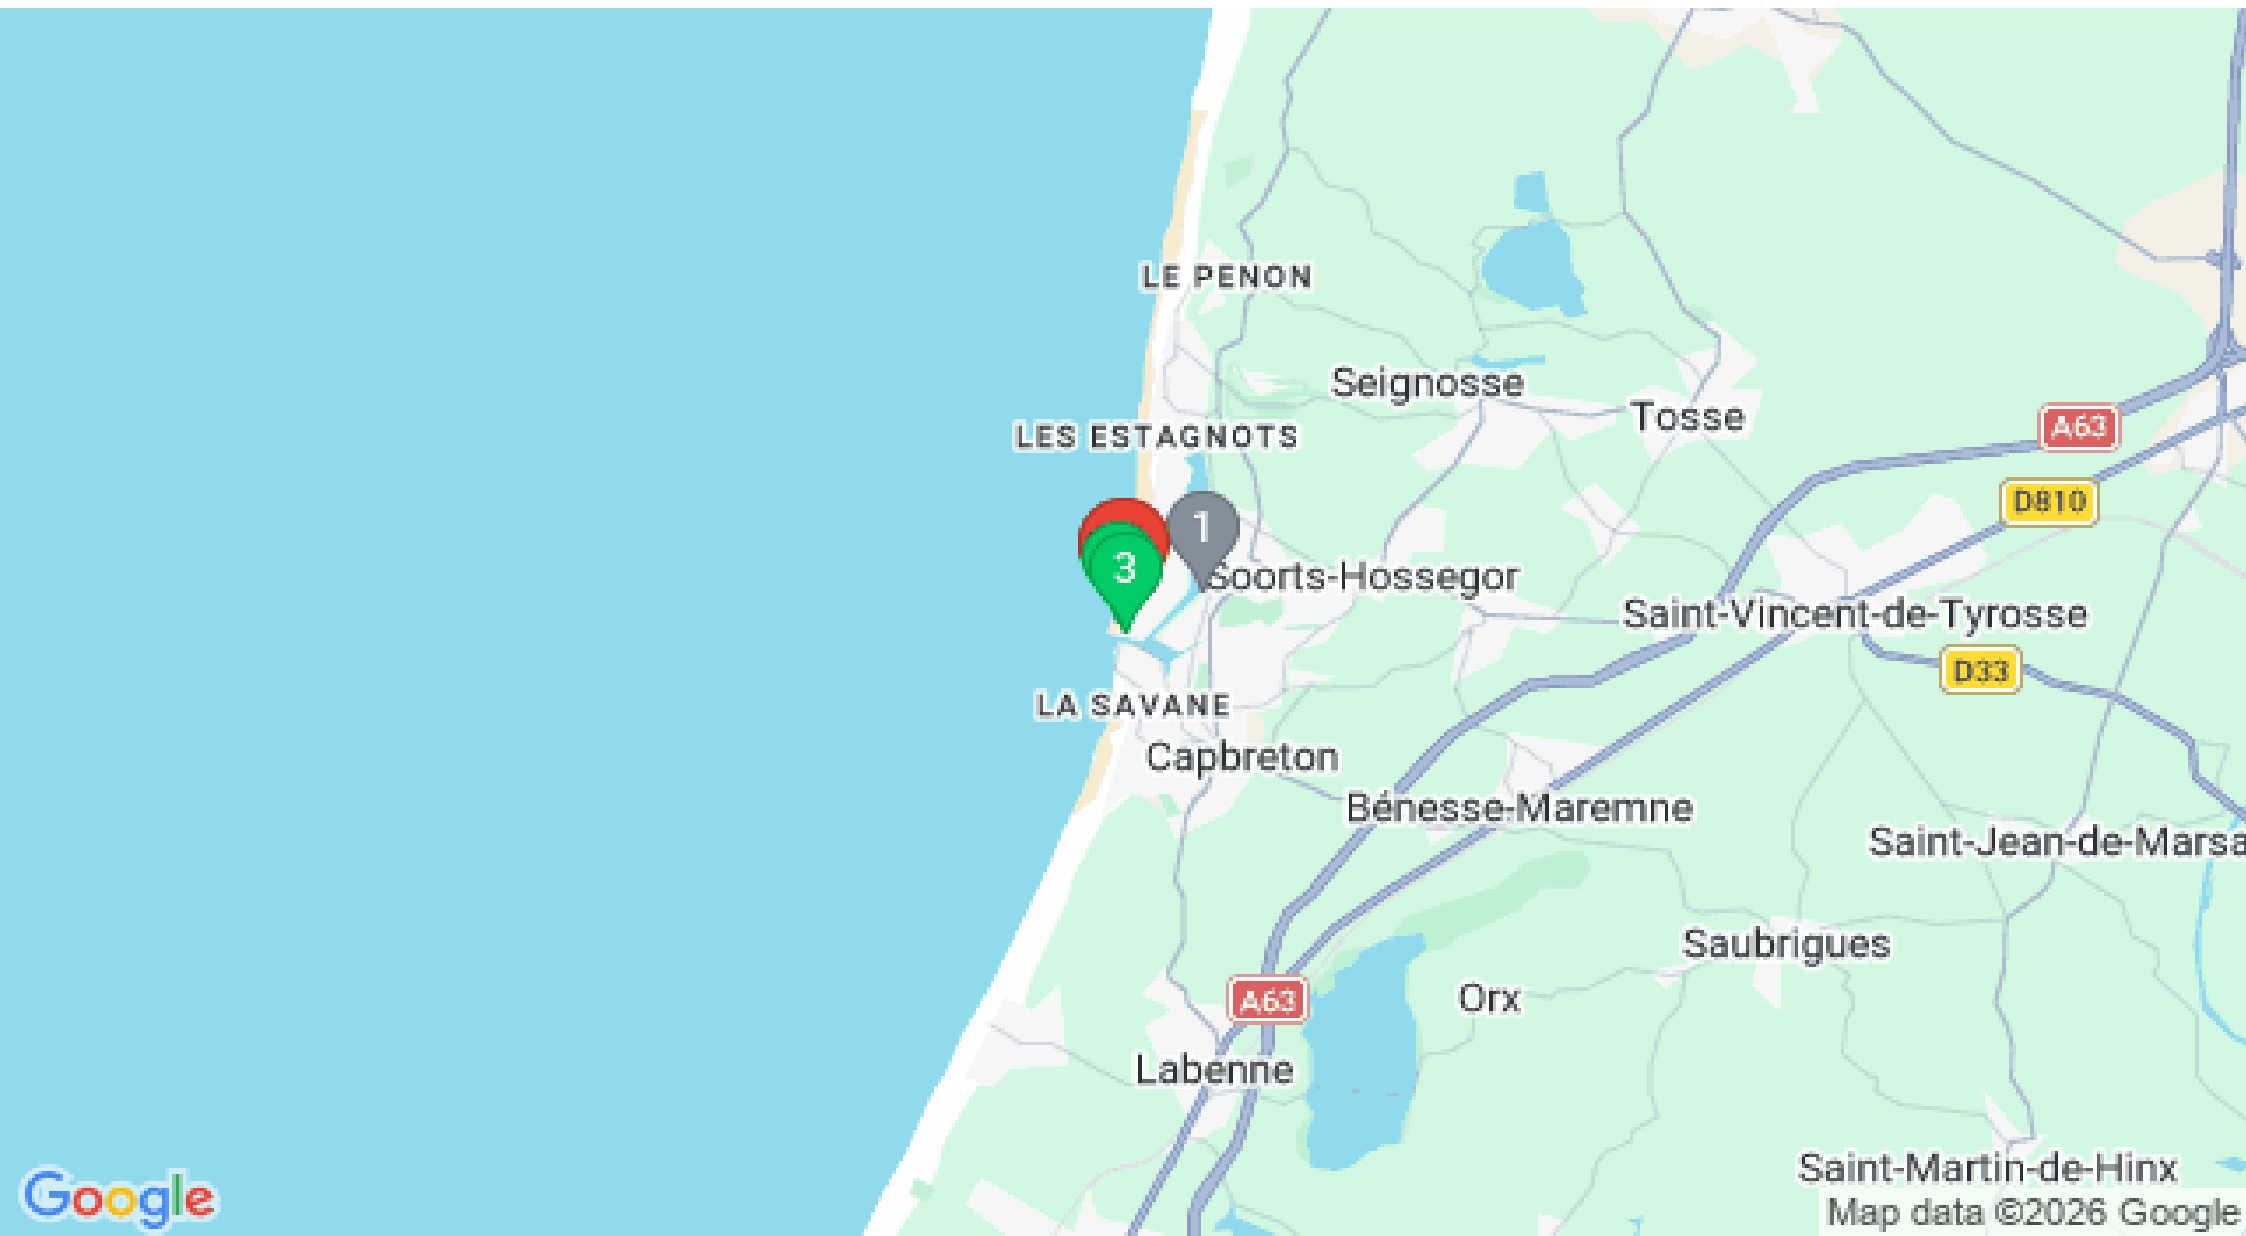 LE PENON
Seignosse
Tosse
A63
LES ESTAGNOTS
D810
1
3
Soorts-Hossegor
Saint-Vincent-de-Tyrosse
D33
LA SAVANE
Capbreton
Bénesse-Maremne
Saint-Jean-de-Marsa
Saubrigues
A63
Orx
Labenne
Saint-Martin-de-Hinx
Google
Map data ©2026 Google